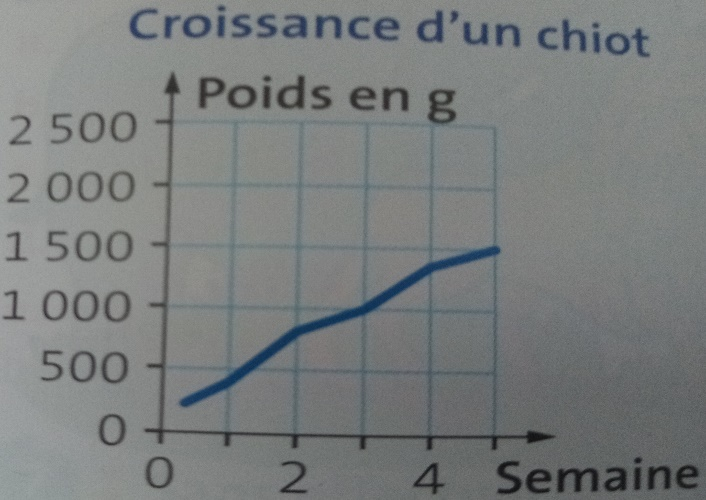 Croissance d'un chiot
Poids en g
2 500
2 000
1 500
1 000
500
0
0 2 4 Semaine